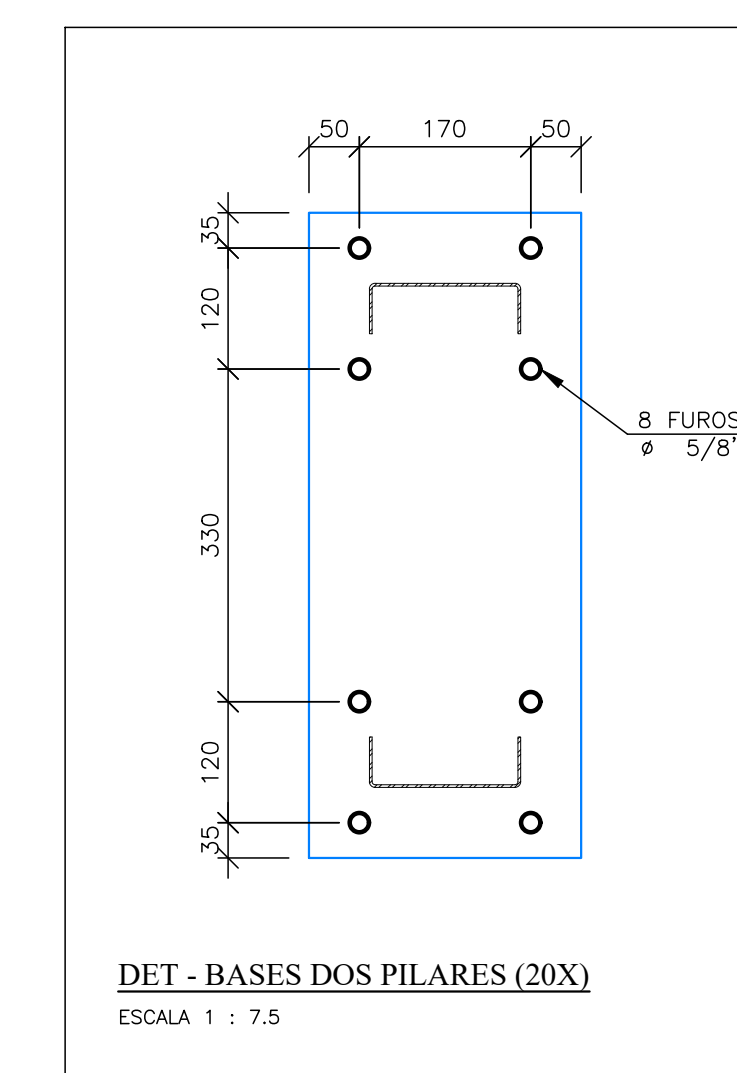 50 170 50
35
120
330
120
35
8 FUROS
ø 5/8"
DET - BASES DOS PILARES (20X)
ESCALA 1 : 7.5